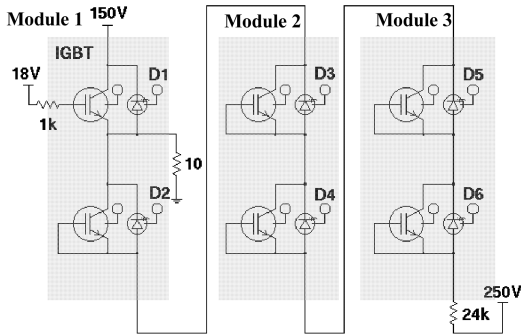 Module 1
150V
Module 2
Module 3
IGBT
18V
D1
D3
D5
1k
10
D2
D4
D6
250V
24k